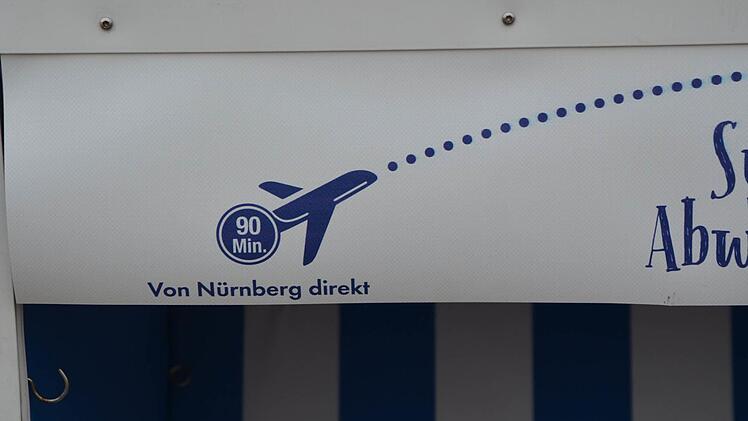 90
Min.
Von Nürnberg direkt